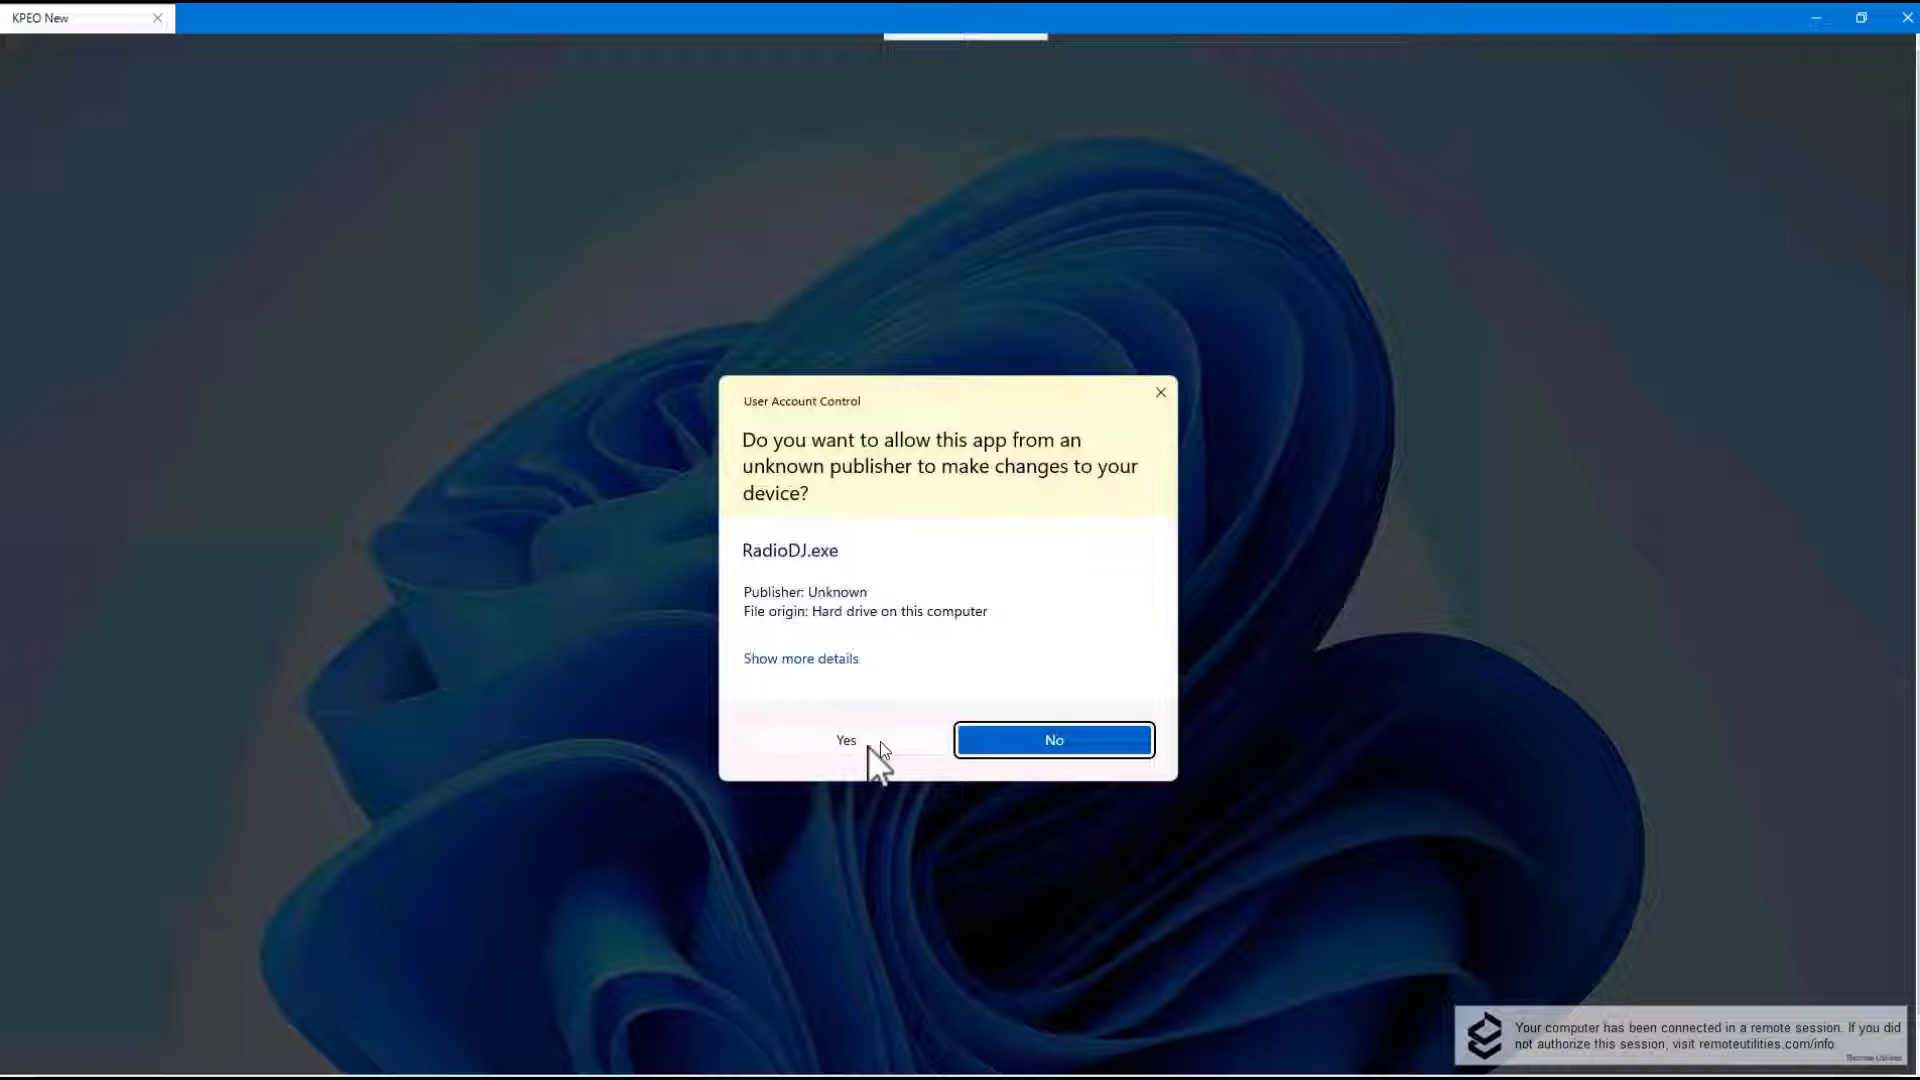 KPEO New
User Account Control
Do you want to allow this app from an
unknown publisher to make changes to your
device?
RadioDJ.exe
Publisher: Unknown
File origin: Hard drive on this computer
Show more details
Yes
No
Your computer has been connected in a remote session. If you did
not authorize this session, visit remoteutilities.com/info
Remote Utilities